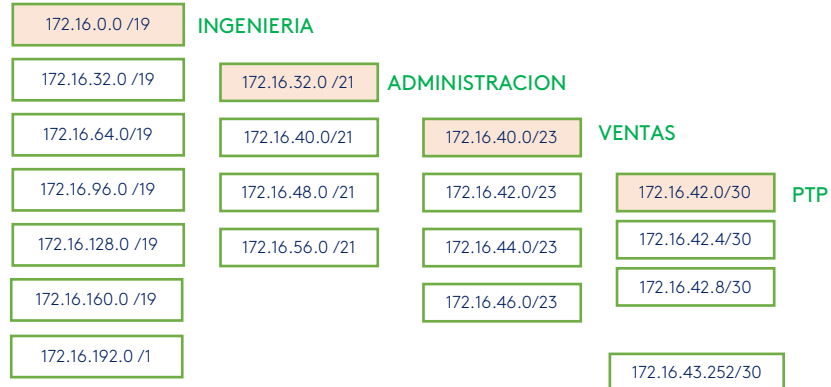 172.16.0.0 /19 INGENIERIA
172.16.32.0 /19 172.16.32.0 /21 ADMINISTRACION
172.16.64.0/19 172.16.40.0/21 172.16.40.0/23 VENTAS
172.16.96.0 /19 172.16.48.0 /21 172.16.42.0/23 172.16.42.0/30 PTP
172.16.128.0 /19 172.16.56.0 /21 172.16.44.0/23 172.16.42.4/30
172.16.160.0 /19 172.16.46.0/23 172.16.42.8/30
172.16.192.0 /1 172.16.43.252/30